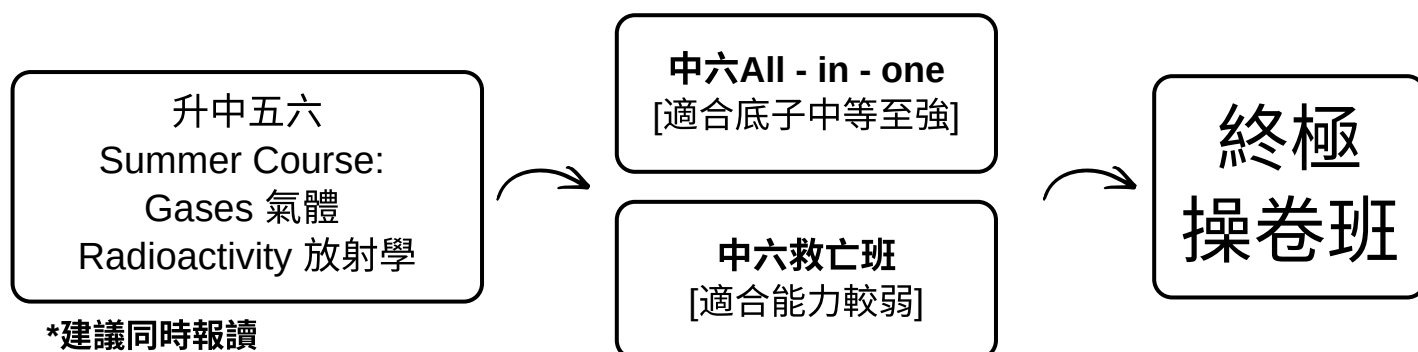 升中五六
Summer Course:
Gases 氣體
Radioactivity 放射學
*建議同時報讀
中六All - in - one
[適合底子中等至強]
中六救亡班
[適合能力較弱]
終極
操卷班